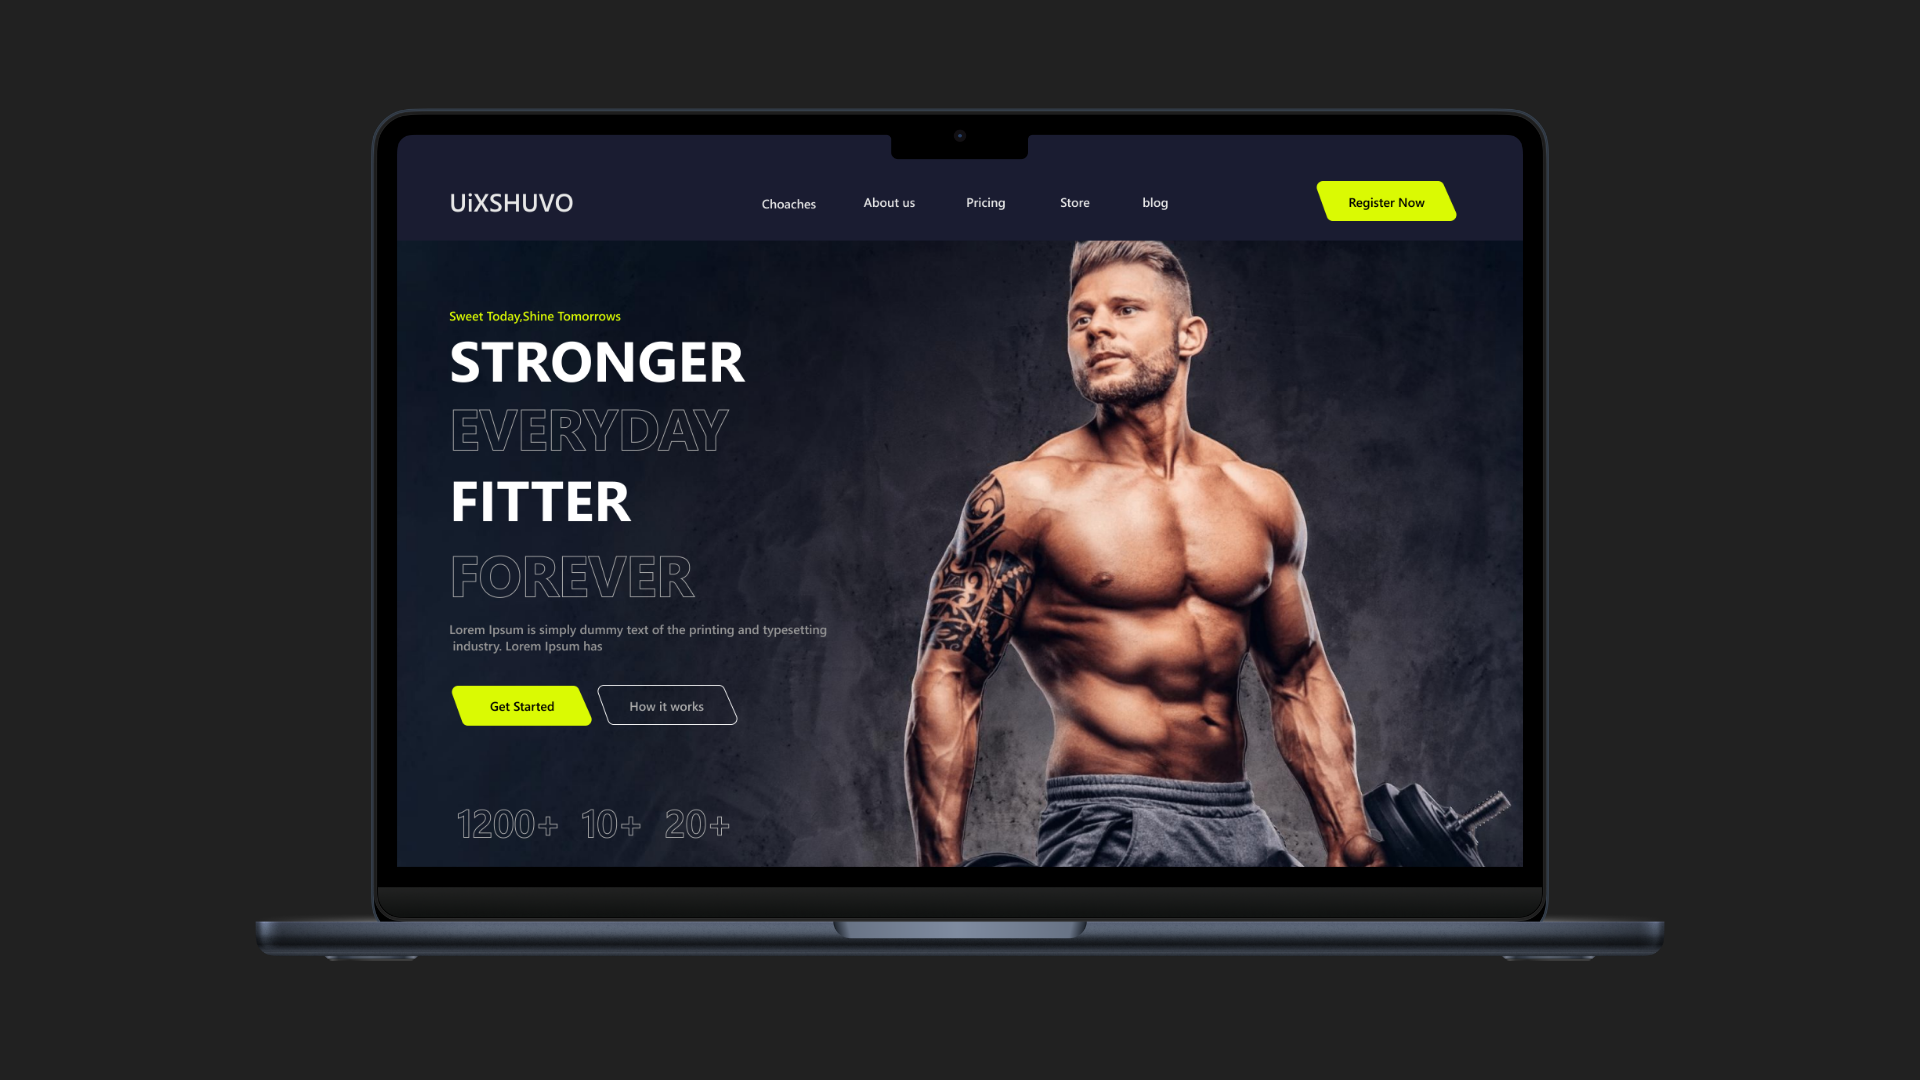 UiXSHUVO
Choaches
About us
Pricing
Store
blog
Register Now
Sweet Today,Shine Tomorrows
STRONGER
EVERYDAY
FITTER
FOREVER
Lorem Ipsum is simply dummy text of the printing and typesetting
industry. Lorem Ipsum has
Get Started
How it works
1200+ 10+ 20+